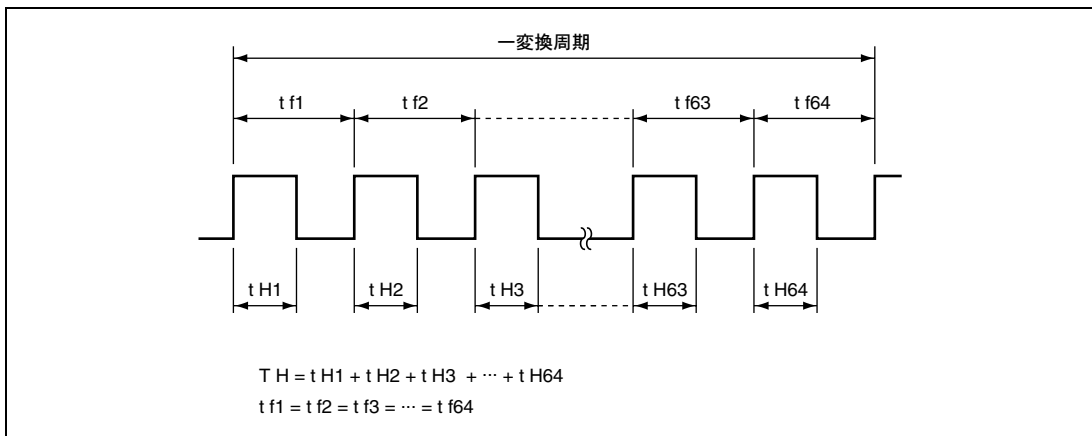 一変換周期
t f1 t f2 t f63 t f64
t H1 t H2 t H3 t H63 t H64
T H = t H1 + t H2 + t H3 + ··· + t H64
t f1 = t f2 = t f3 = ··· = t f64